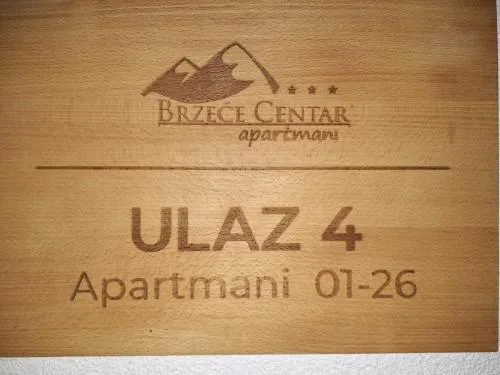 BRZEĆE CENTAR
apartmani
ULAZ 4
Apartmani 01-26